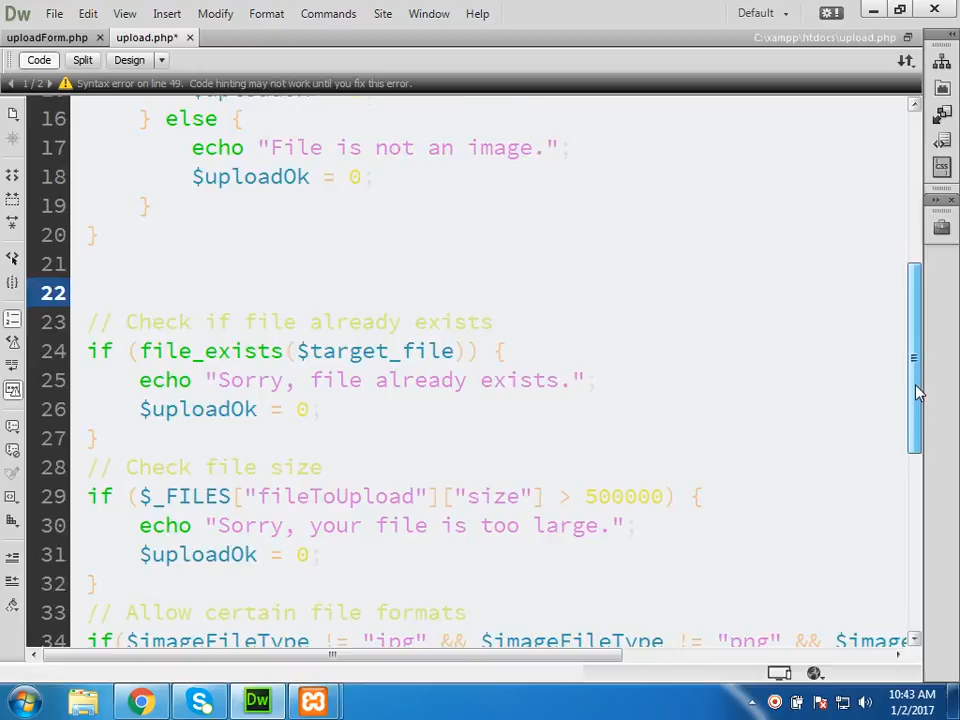 Dw File Edit View Insert Modify Format Commands Site Window Help Default
uploadForm.php × upload.php* × C:\xampp\htdocs\upload.php
Code Split Design
1/2 Syntax error on line 49. Code hinting may not work until you fix this error.
16 } else {
17 echo "File is not an image.";
18 $uploadOk = 0;
19 }
20 }
21
22
23 // Check if file already exists
24 if (file_exists($target_file)) {
25 echo "Sorry, file already exists.";
26 $uploadOk = 0;
27 }
28 // Check file size
29 if ($_FILES["fileToUpload"]["size"] > 500000) {
30 echo "Sorry, your file is too large.";
31 $uploadOk = 0;
32 }
33 // Allow certain file formats
34 if($imageFileType != "jpg" && $imageFileType != "png" && $image
CSS
Dw
10:43 AM
1/2/2017